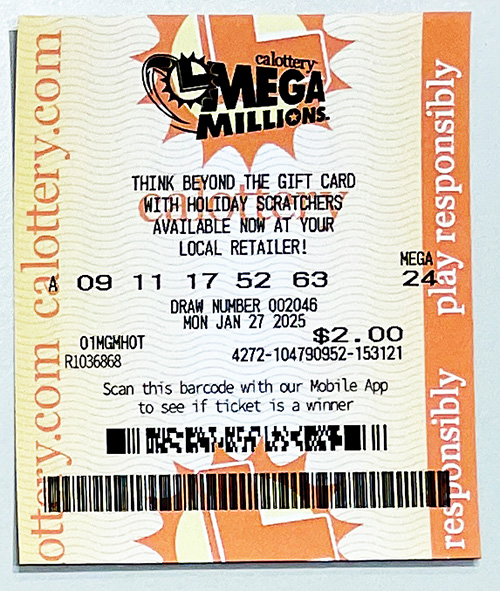 calottery
MEGA
MILLIONS
THINK BEYOND THE GIFT CARD
WITH HOLIDAY SCRATCHERS
AVAILABLE NOW AT YOUR
LOCAL RETAILER!
calottery
MEGA
A 09 11 17 52 63 24
DRAW NUMBER 002046
MON JAN 27 2025
$2.00
01MGMHOT
R1036868 4272-104790952-153121
Scan this barcode with our Mobile App
to see if ticket is a winner
ottery.com calottery.com
responsibly play responsibly